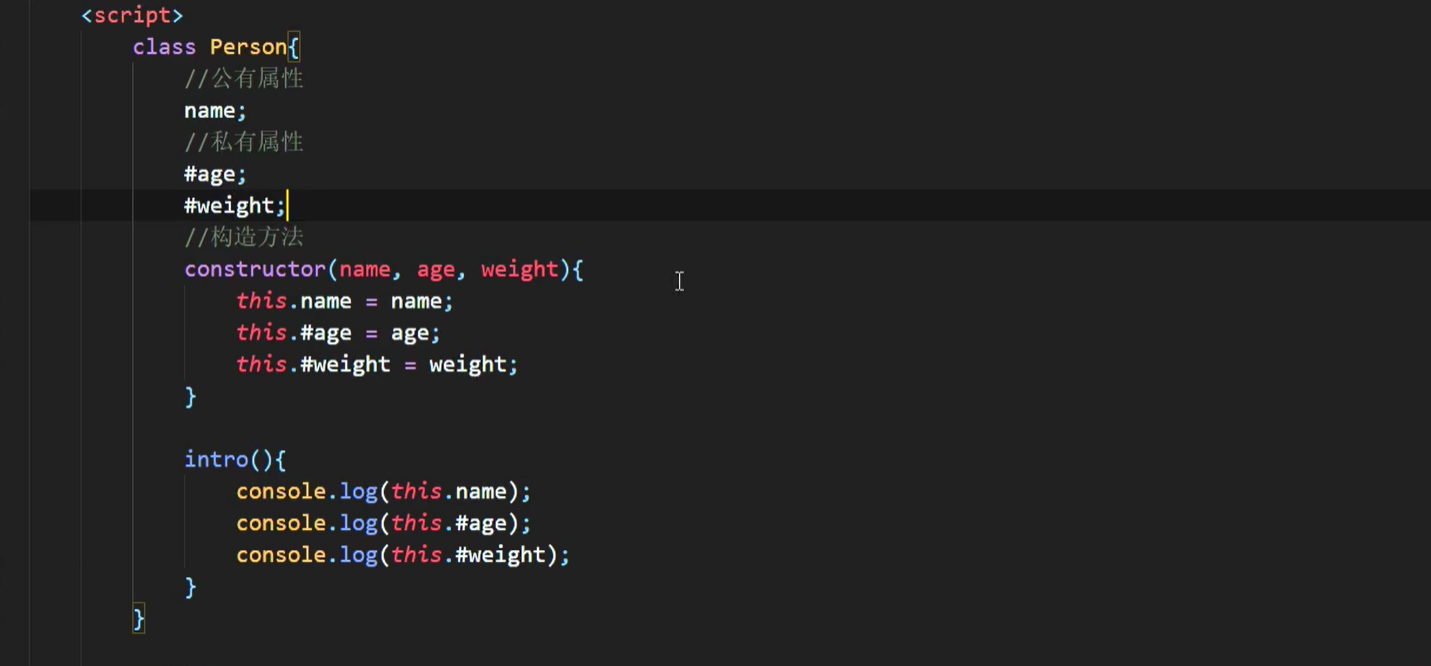 <script>
class Person{
//公有属性
name;
//私有属性
#age;
#weight;
//构造方法
constructor(name, age, weight){
this.name = name;
this.#age = age;
this.#weight = weight;
}
intro(){
console.log(this.name);
console.log(this.#age);
console.log(this.#weight);
}
}